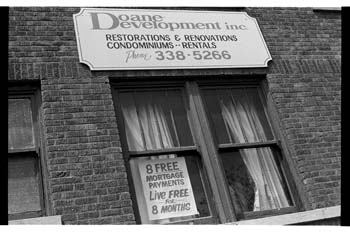 Doane
Development inc.
RESTORATIONS & RENOVATIONS
CONDOMINIUMS -- RENTALS
Phone 338-5266
8 FREE
MORTGAGE
PAYMENTS
Live FREE
FOR
8 MONTHS